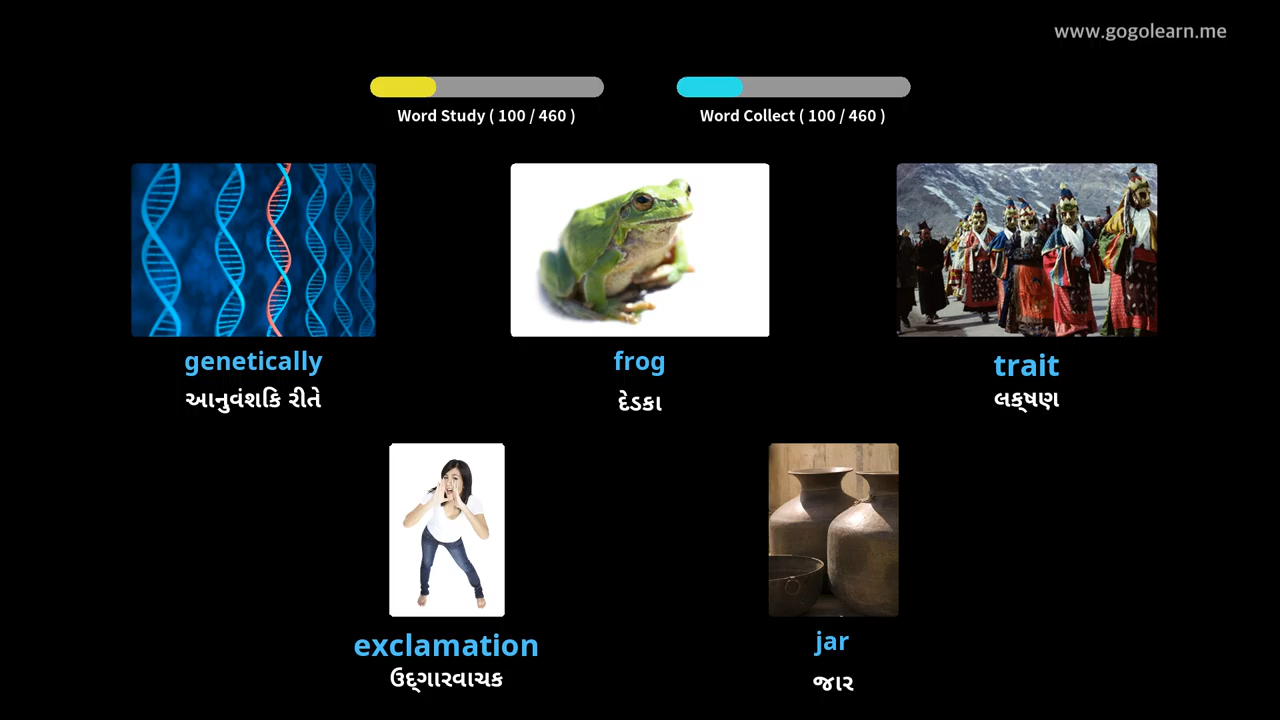 www.gogolearn.me
Word Study ( 100 / 460 )
Word Collect ( 100 / 460 )
genetically
આનુવંશિક રીતે
frog
દેડકા
trait
લક્ષણ
exclamation
ઉદ્ગારવાચક
jar
જાર